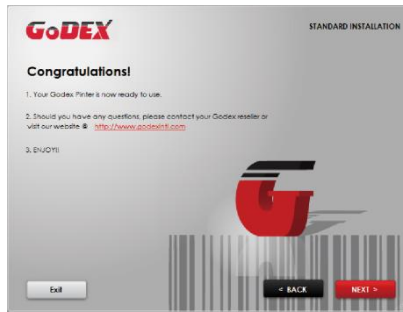 GoDEX
STANDARD INSTALLATION
Congratulations!
1. Your Godex Pinter is now ready to use.
2. Should you have any questions, please contact your Godex reseller or
visit our website @ http://www.godexintl.com
3. ENJOY!!
Exit
< BACK
NEXT >